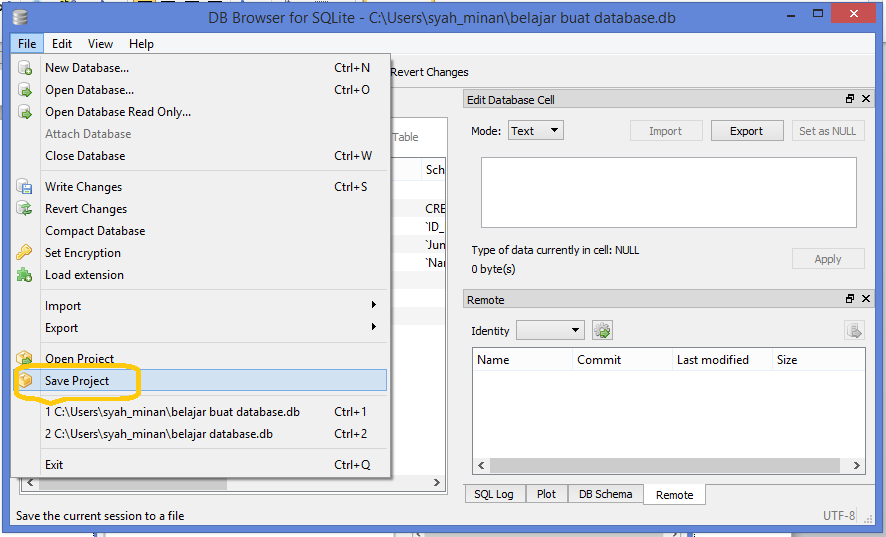 DB Browser for SQLite - C:\Users\syah_minan\belajar buat database.db
File Edit View Help
New Database... Ctrl+N
Open Database... Ctrl+O
Open Database Read Only...
Attach Database
Close Database Ctrl+W
Write Changes Ctrl+S
Revert Changes
Compact Database
Set Encryption
Load extension
Import
Export
Open Project
Save Project
1 C:\Users\syah_minan\belajar buat database.db Ctrl+1
2 C:\Users\syah_minan\belajar database.db Ctrl+2
Exit Ctrl+Q
Revert Changes
Table
Sch
CRE
`ID_
`Jun
`Nar
Edit Database Cell
Mode: Text Import Export Set as NULL
Type of data currently in cell: NULL
0 byte(s)
Apply
Remote
Identity
Name Commit Last modified Size
SQL Log Plot DB Schema Remote
Save the current session to a file UTF-8